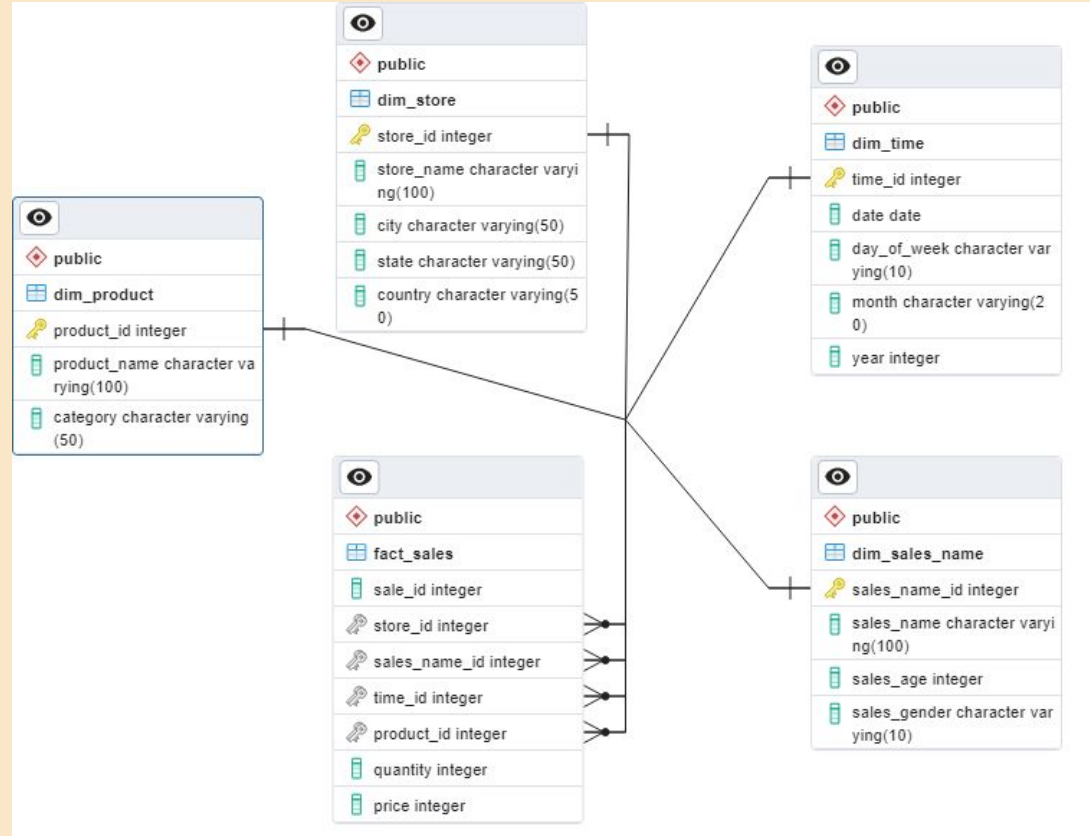 public
dim_store
store_id integer
store_name character varyi
ng(100)
city character varying(50)
state character varying(50)
country character varying(5
0)
public
dim_time
time_id integer
date date
day_of_week character var
ying(10)
month character varying(2
0)
year integer
public
dim_product
product_id integer
product_name character va
rying(100)
category character varying
(50)
public
fact_sales
sale_id integer
store_id integer
sales_name_id integer
time_id integer
product_id integer
quantity integer
price integer
public
dim_sales_name
sales_name_id integer
sales_name character varyi
ng(100)
sales_age integer
sales_gender character var
ying(10)